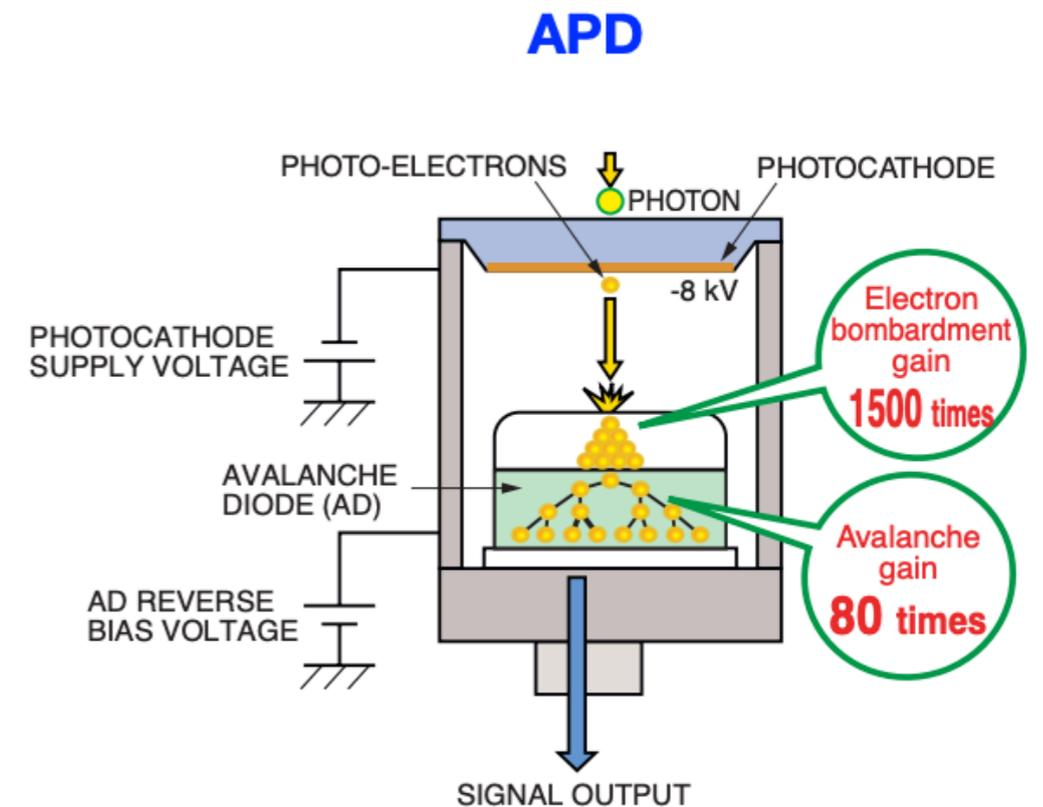 APD
PHOTO-ELECTRONS
PHOTOCATHODE
PHOTON
-8 kV
Electron
bombardment
gain
1500 times
PHOTOCATHODE
SUPPLY VOLTAGE
AVALANCHE
DIODE (AD)
Avalanche
gain
80 times
AD REVERSE
BIAS VOLTAGE
SIGNAL OUTPUT